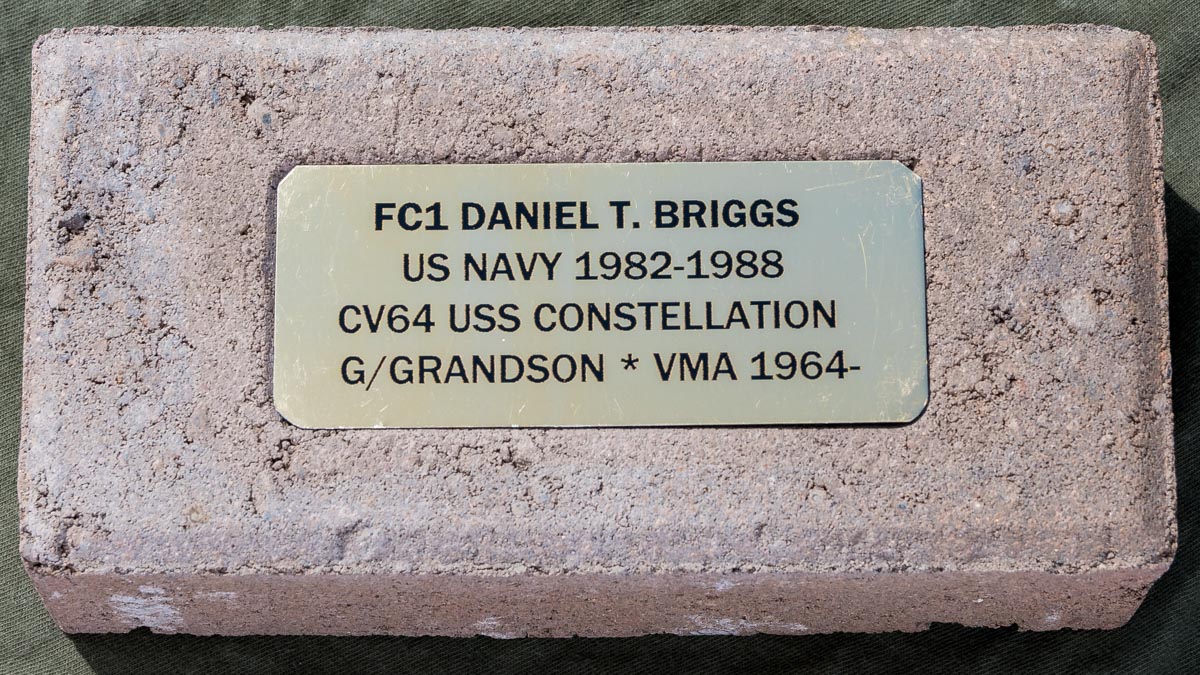 FC1 DANIEL T. BRIGGS
US NAVY 1982-1988
CV64 USS CONSTELLATION
G/GRANDSON * VMA 1964-